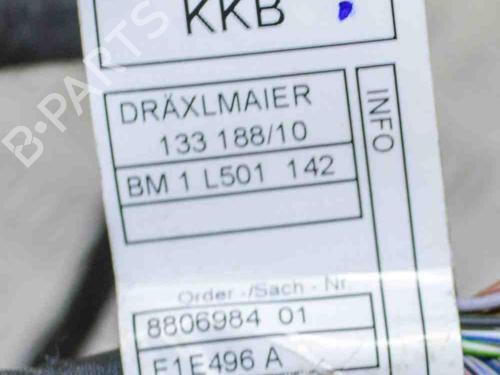 KKB
DRÄXLMAIER
133 188/10
BM 1 L501 142
INFO
Order -/Sach - Nr.
8806984 01
E1E496 A
B-PARTS